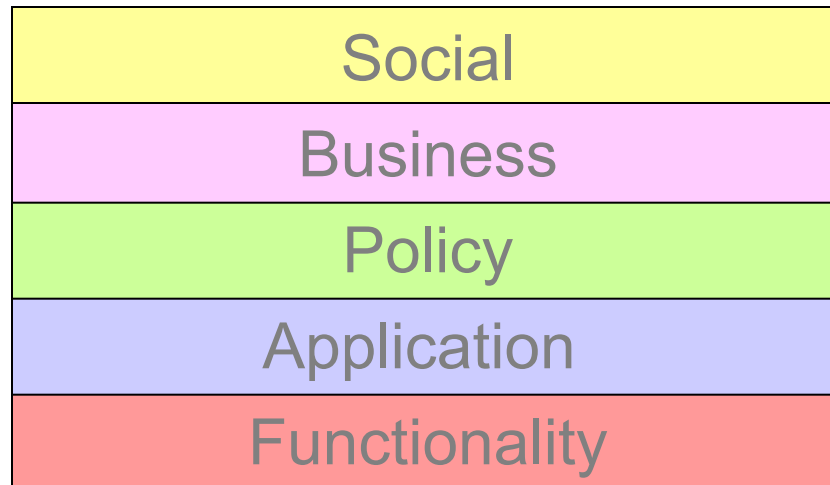 Social
Business
Policy
Application
Functionality